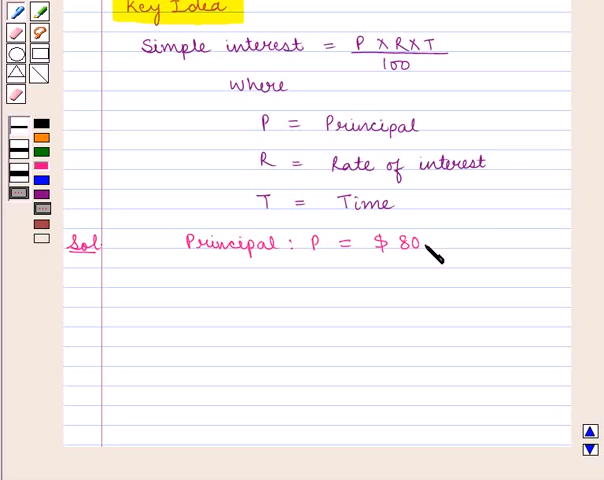 Key Idea
Simple interest = P X R X T
100
Where
P = Principal
R = Rate of interest
T = Time
Sol. Principal : P = $ 80